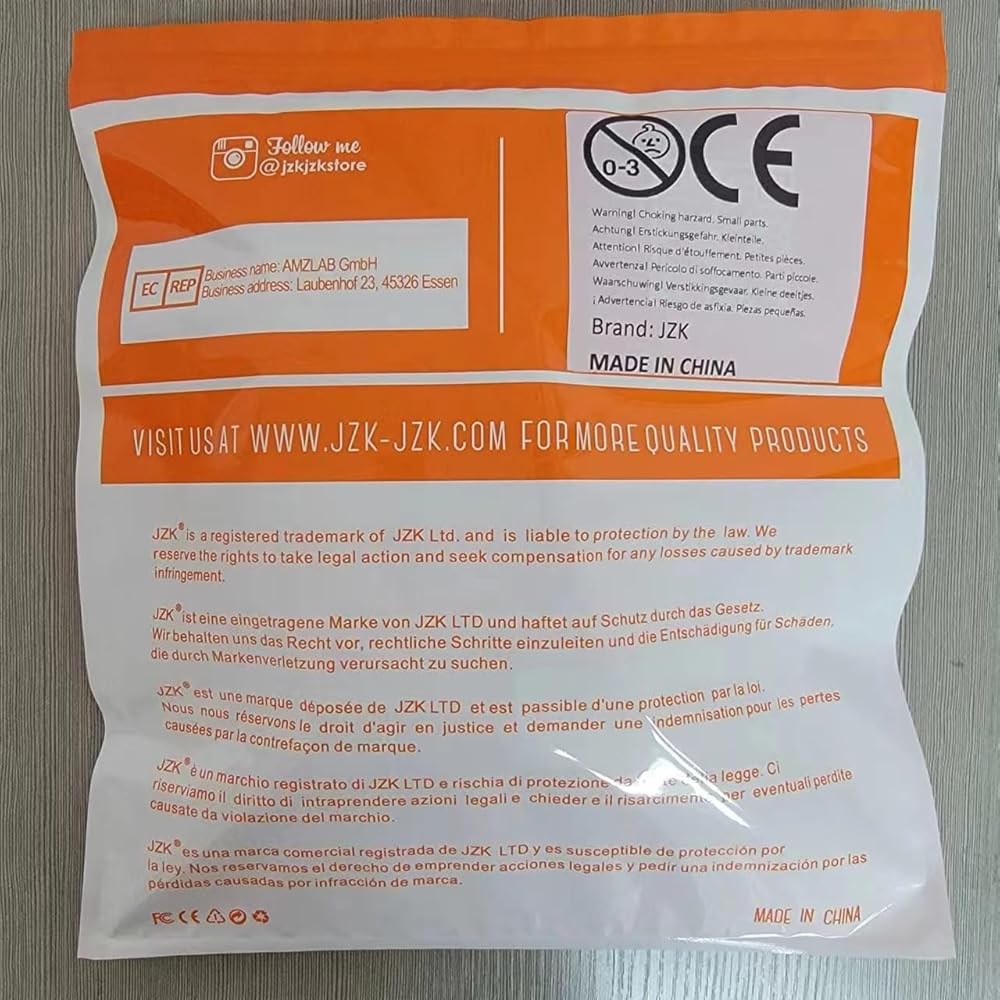 Follow me
@jzkjzkstore
EC REP
Business name: AMZLAB GmbH
Business address: Laubenhof 23, 45326 Essen
0-3
CE
Warning! Choking harzard. Small parts.
Achtung! Erstickungsgefahr. Kleinteile.
Attention! Risque d'étouffement. Petites pièces.
Avvertenza! Pericolo di soffocamento. Parti piccole.
Waarschuwing! Verstikkingsgevaar. Kleine deeltjes.
¡Advertencia! Riesgo de asfixia. Piezas pequeñas.
Brand: JZK
MADE IN CHINA
VISIT US AT WWW.JZK-JZK.COM FOR MORE QUALITY PRODUCTS
JZK® is a registered trademark of JZK Ltd. and is liable to protection by the law. We
reserve the rights to take legal action and seek compensation for any losses caused by trademark
infringement.
JZK® ist eine eingetragene Marke von JZK LTD und haftet auf Schutz durch das Gesetz.
Wir behalten uns das Recht vor, rechtliche Schritte einzuleiten und die Entschädigung für Schäden,
die durch Markenverletzung verursacht zu suchen.
JZK® est une marque déposée de JZK LTD et est passible d'une protection par la loi.
Nous nous réservons le droit d'agir en justice et demander une indemnisation pour les pertes
causées par la contrefaçon de marque.
JZK® è un marchio registrato di JZK LTD e rischia di protezione legge. Ci
riserviamo il diritto di intraprendere azioni legali e chieder e il risarcimento per eventuali perdite
causate da violazione del marchio.
JZK® es una marca comercial registrada de JZK LTD y es susceptible de protección por
la ley. Nos reservamos el derecho de emprender acciones legales y pedir una indemnización por las
pérdidas causadas por infracción de marca.
FC CE
MADE IN CHINA